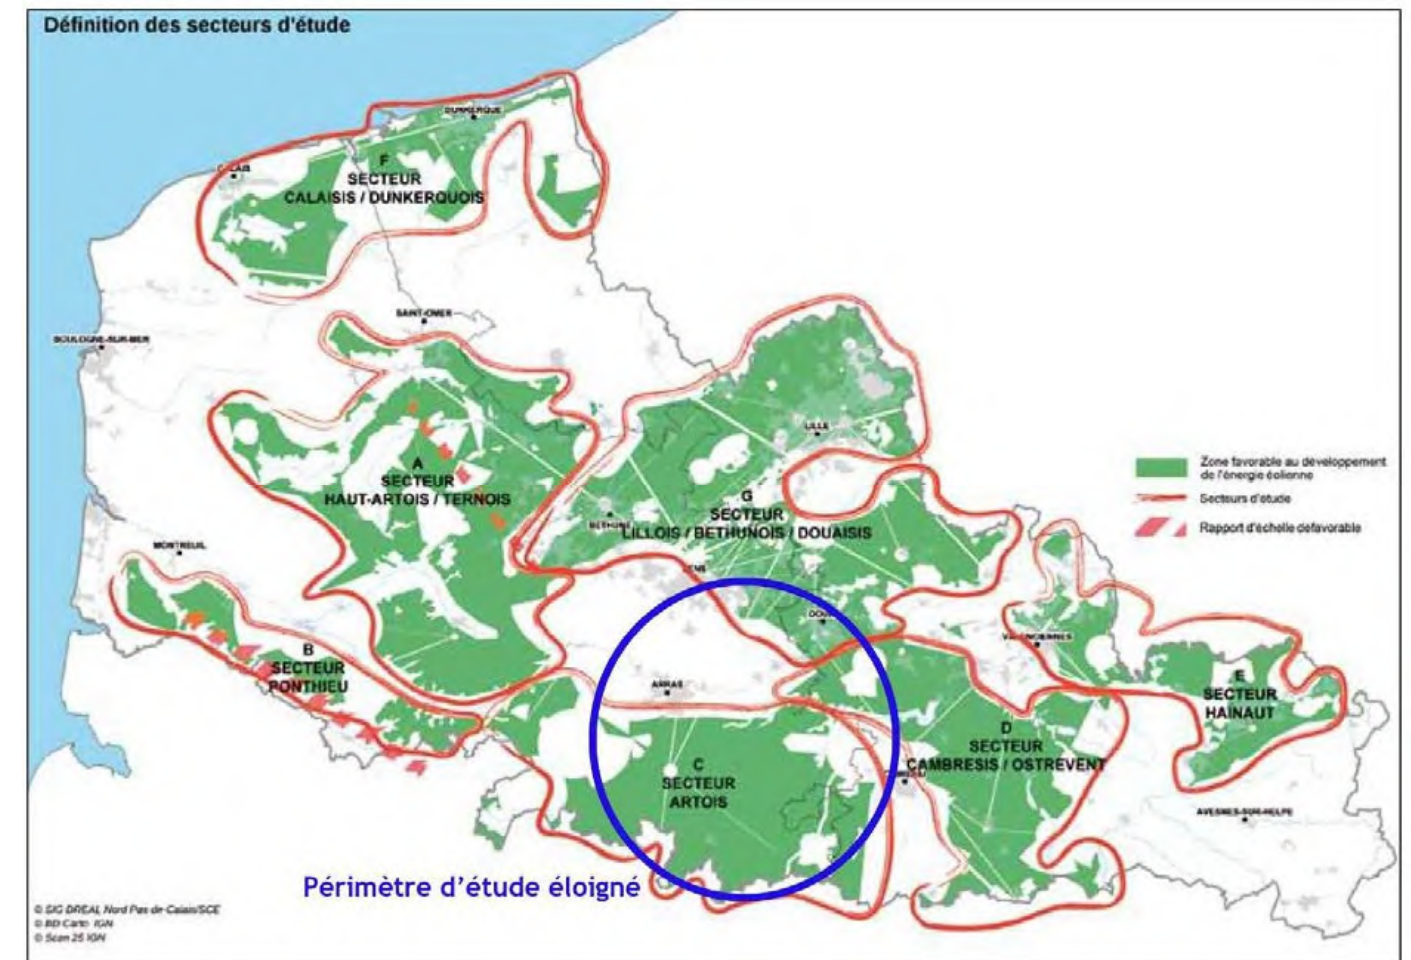 Définition des secteurs d'étude
DUNKERQUE
F
SECTEUR
CALAISIS / DUNKERQUOIS
SAINT-OMER
BOULOGNE-SUR-MER
LILLE
A
SECTEUR
HAUT-ARTOIS / TERNOIS
Zone favorable au développement
de l'énergie éolienne
Secteurs d'étude
Rapport d'échelle défavorable
G
SECTEUR
LILLOIS / BETHUNOIS / DOUAISIS
BETHUNE
MONTREUIL
B
SECTEUR
PONTHIEU
ARRAS
VALENCIENNES
E
SECTEUR
HAINAUT
D
SECTEUR
CAMBRESIS / OSTREVENT
C
SECTEUR
ARTOIS
AVESNES-SUR-HELPE
Périmètre d'étude éloigné
© SIG DREAL Nord Pas de-Calais/SCE
© BD Carto IGN
© Scan 25 IGN